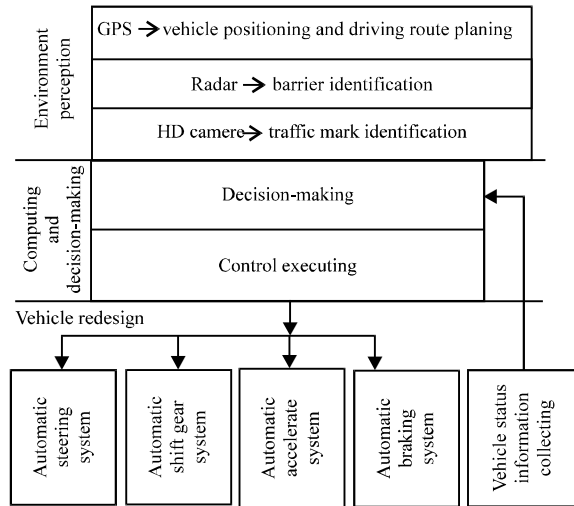 Environment
perception
GPS → vehicle positioning and driving route planing
Radar → barrier identification
HD camere → traffic mark identification
Computing
and
decision-making
Decision-making
Control executing
Vehicle redesign
Automatic
steering
system
Automatic
shift gear
system
Automatic
accelerate
system
Automatic
braking
system
Vehicle status
information
collecting